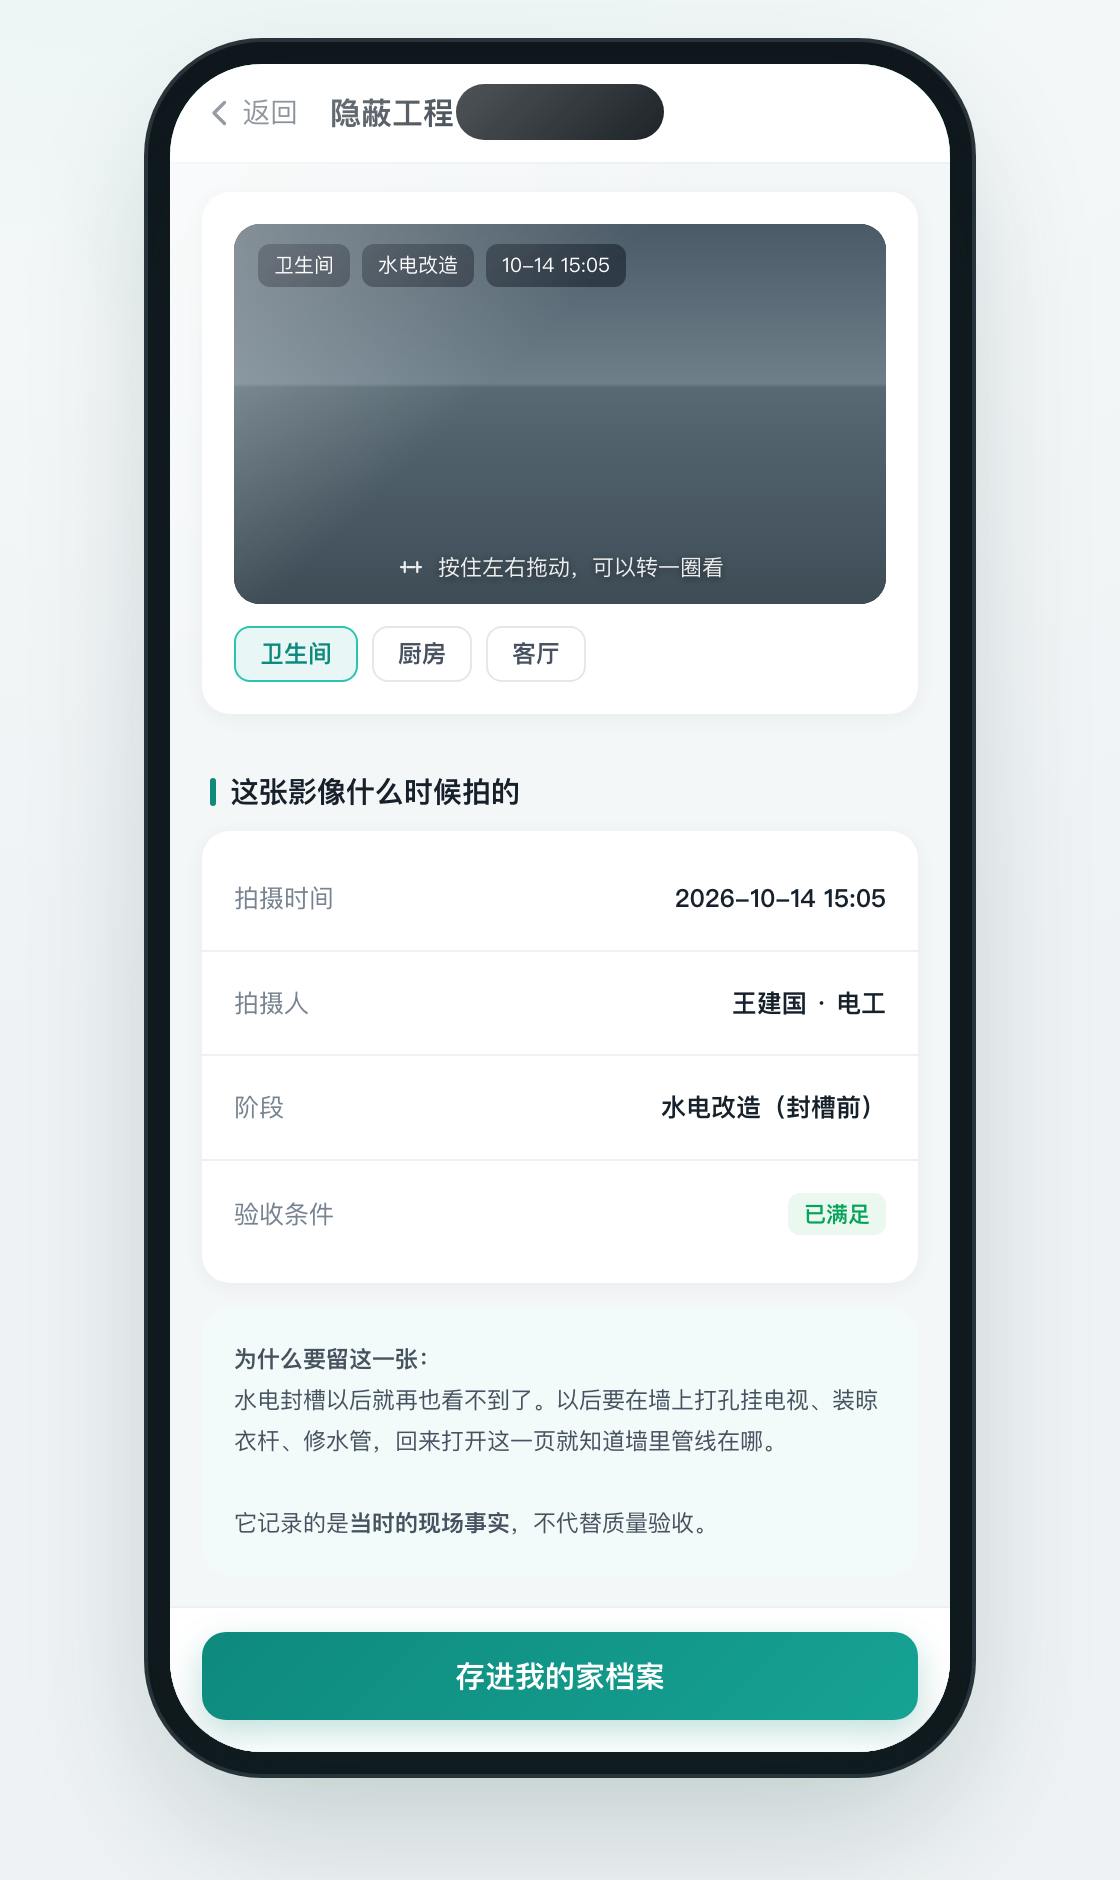 返回 隐蔽工程
卫生间 水电改造 10-14 15:05
按住左右拖动，可以转一圈看
卫生间 厨房 客厅
这张影像什么时候拍的
拍摄时间 2026-10-14 15:05
拍摄人 王建国 · 电工
阶段 水电改造（封槽前）
验收条件 已满足
为什么要留这一张：
水电封槽以后就再也看不到了。以后要在墙上打孔挂电视、装晾
衣杆、修水管，回来打开这一页就知道墙里管线在哪。
它记录的是当时的现场事实，不代替质量验收。
存进我的家档案